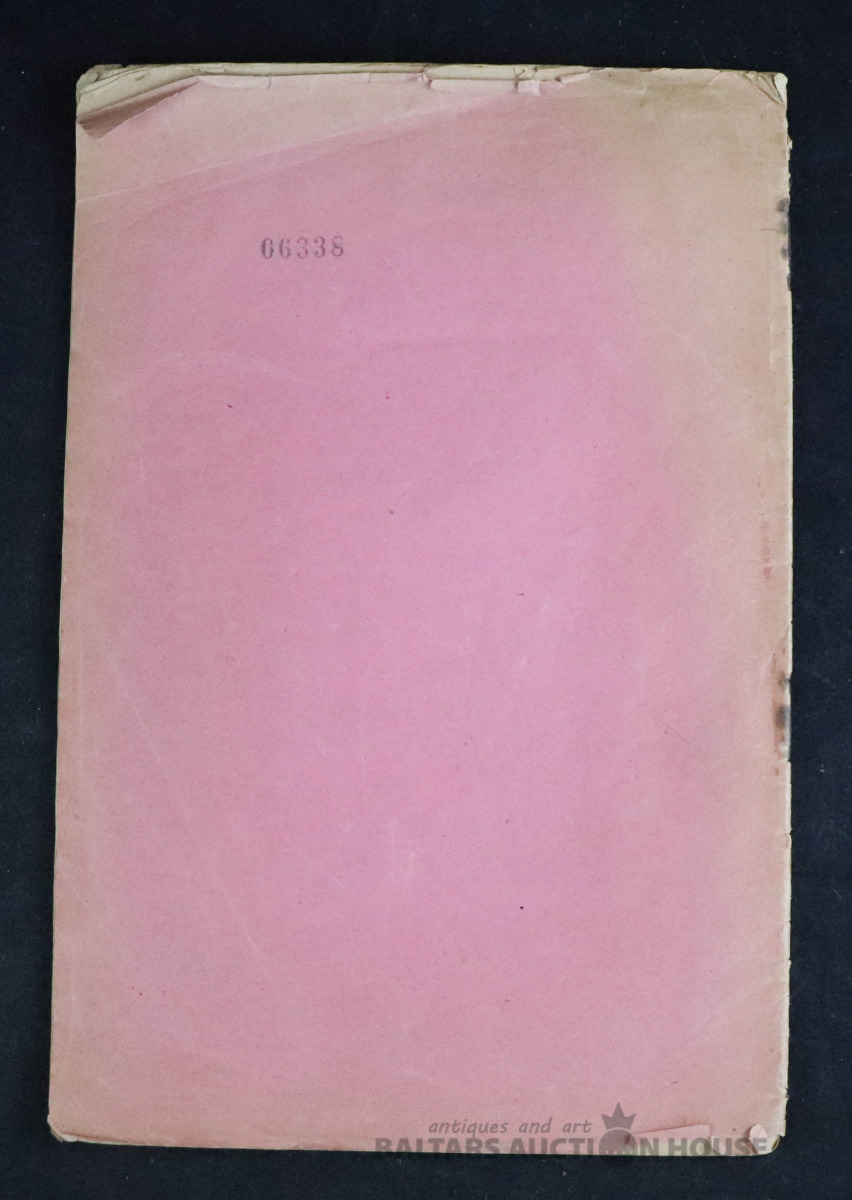 06338
antiques and art
BALTARS AUCTION HOUSE